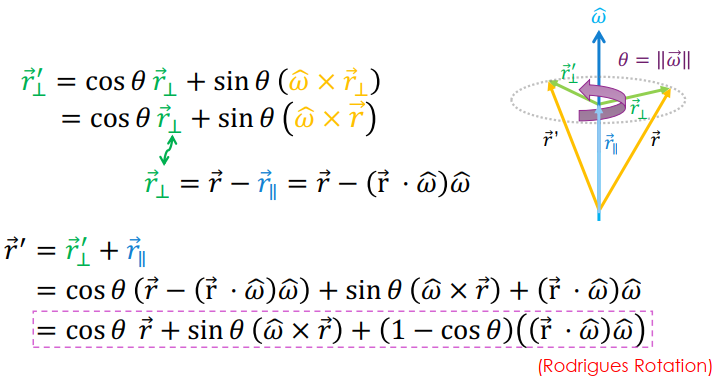 r⃗′⊥ = cos θ r⃗⊥ + sin θ (ω̂ × r⃗⊥)
= cos θ r⃗⊥ + sin θ (ω̂ × r⃗)
r⃗⊥ = r⃗ − r⃗∥ = r⃗ − (r⃗ · ω̂)ω̂
ω̂
θ = ‖ω⃗‖
r⃗′⊥
r⃗⊥
r⃗'
r⃗∥
r⃗
r⃗′ = r⃗′⊥ + r⃗∥
= cos θ (r⃗ − (r⃗ · ω̂)ω̂) + sin θ (ω̂ × r⃗) + (r⃗ · ω̂)ω̂
= cos θ r⃗ + sin θ (ω̂ × r⃗) + (1 − cos θ)((r⃗ · ω̂)ω̂)
(Rodrigues Rotation)